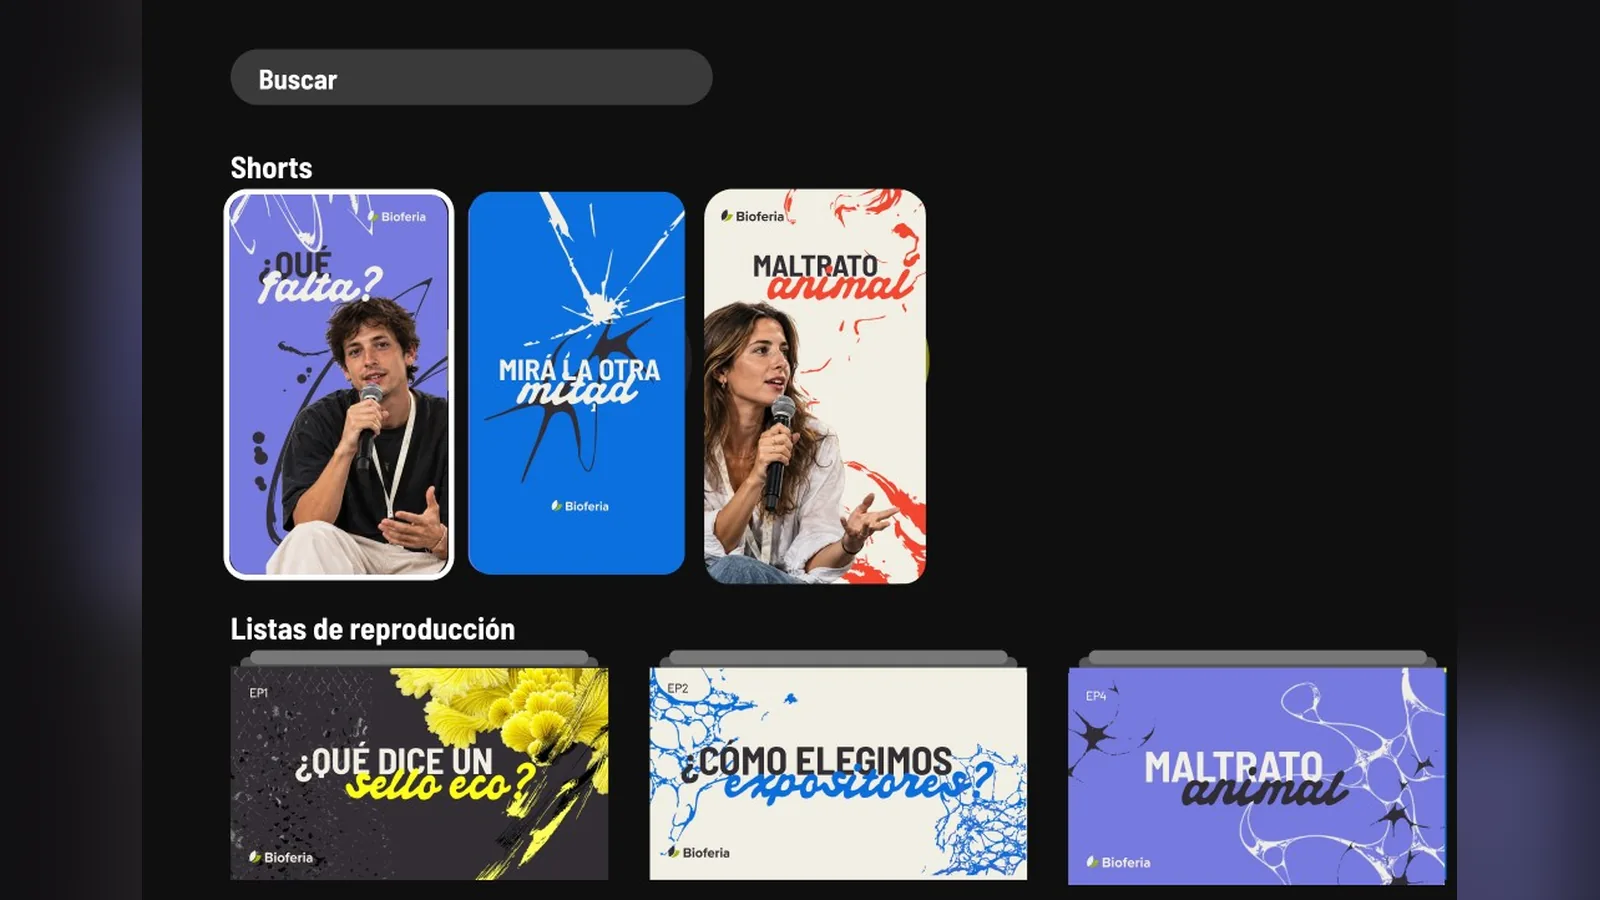 Buscar
Shorts
Bioferia
¿QUÉ
falta?
MIRÁ LA OTRA
mitad
Bioferia
Bioferia
MALTRATO
animal
Listas de reproducción
EP1
¿QUÉ DICE UN
sello eco?
Bioferia
EP2
¿CÓMO ELEGIMOS
expositores?
Bioferia
EP4
MALTRATO
animal
Bioferia